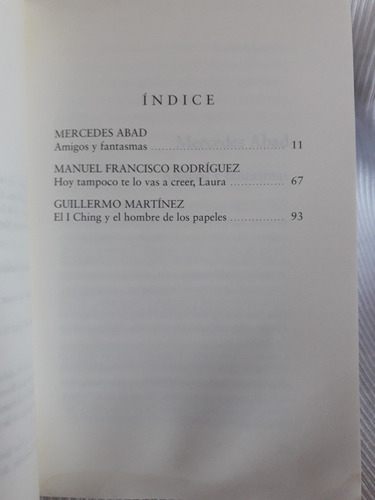 ÍNDICE
MERCEDES ABAD
Amigos y fantasmas ........................................ 11
MANUEL FRANCISCO RODRÍGUEZ
Hoy tampoco te lo vas a creer, Laura ............... 67
GUILLERMO MARTÍNEZ
El I Ching y el hombre de los papeles ............... 93